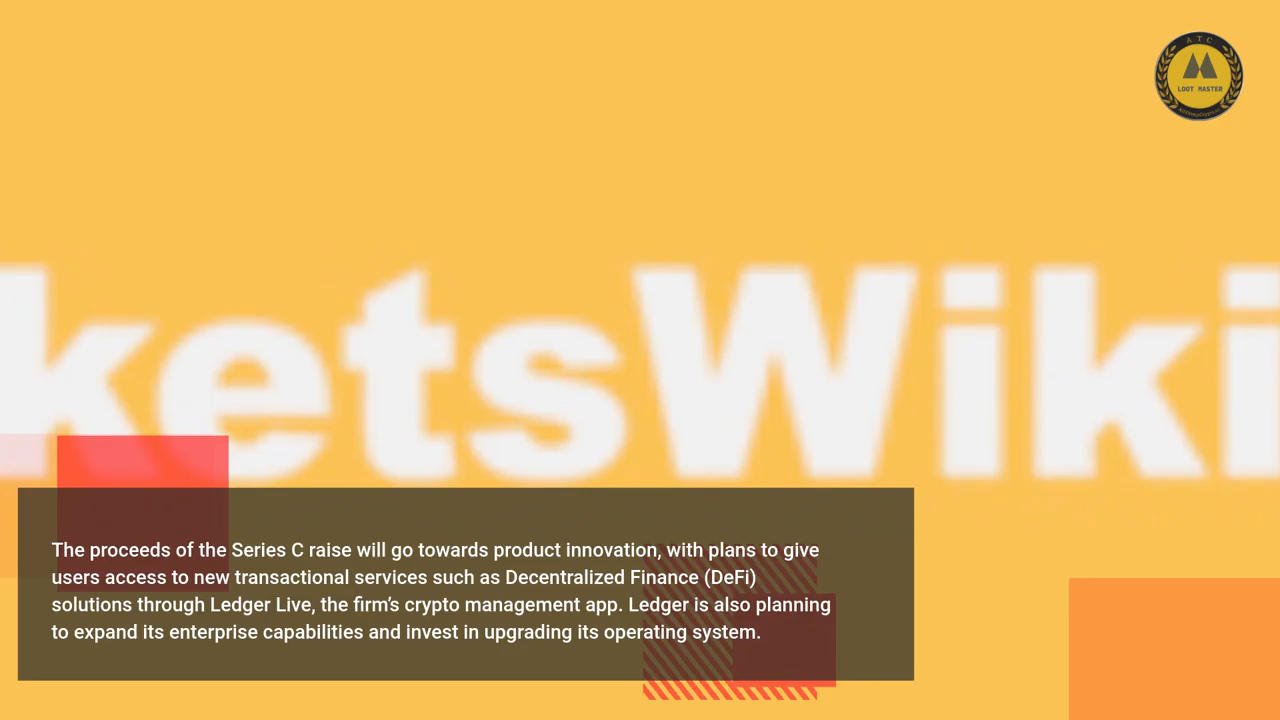 ATC
LOOT MASTER
ketsWiki
The proceeds of the Series C raise will go towards product innovation, with plans to give
users access to new transactional services such as Decentralized Finance (DeFi)
solutions through Ledger Live, the firm’s crypto management app. Ledger is also planning
to expand its enterprise capabilities and invest in upgrading its operating system.